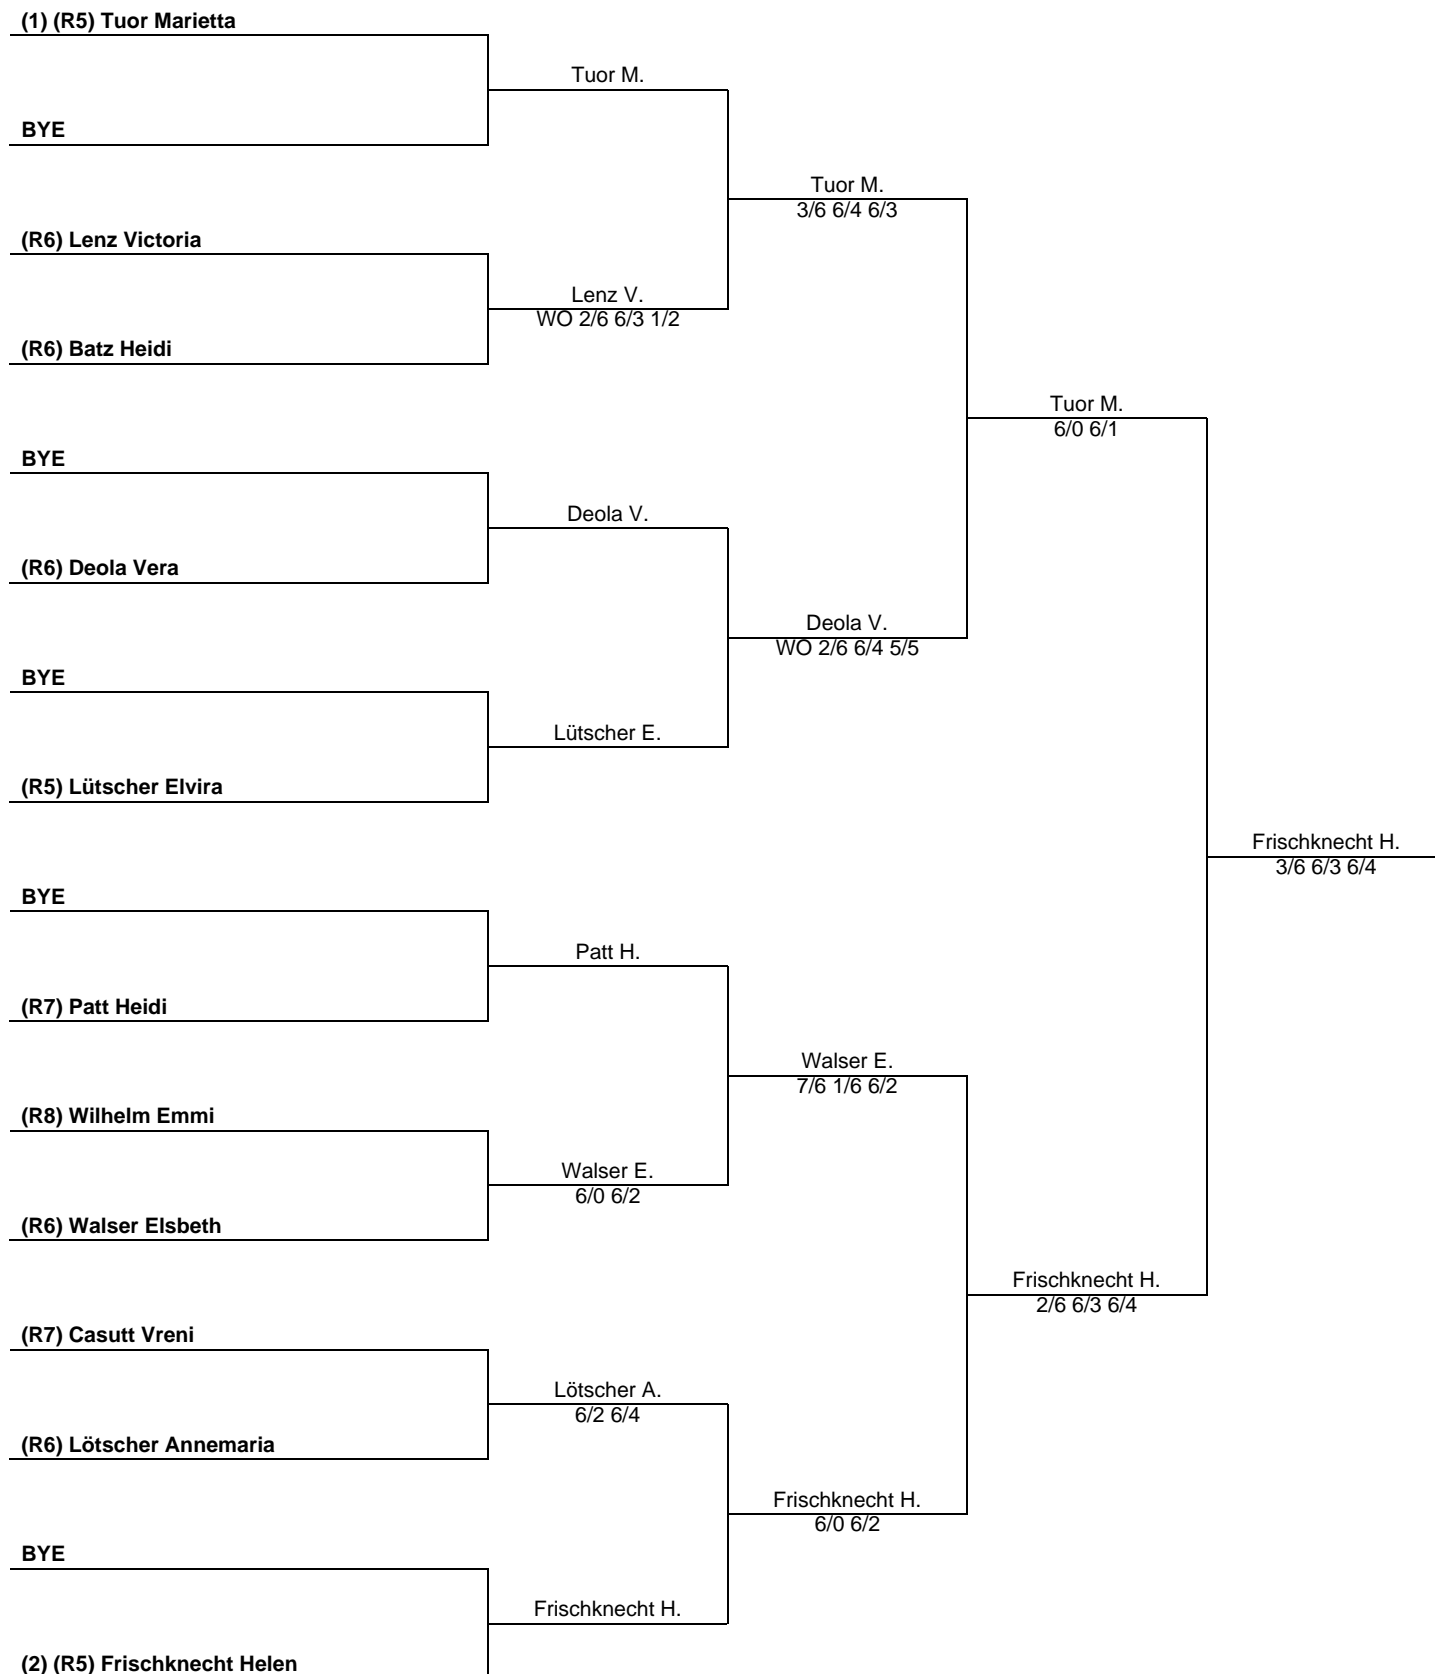 (1) (R5) Tuor Marietta
Tuor M.
BYE
Tuor M.
3/6 6/4 6/3
(R6) Lenz Victoria
Lenz V.
WO 2/6 6/3 1/2
(R6) Batz Heidi
Tuor M.
6/0 6/1
BYE
Deola V.
(R6) Deola Vera
Deola V.
WO 2/6 6/4 5/5
BYE
Lütscher E.
(R5) Lütscher Elvira
Frischknecht H.
3/6 6/3 6/4
BYE
Patt H.
(R7) Patt Heidi
Walser E.
7/6 1/6 6/2
(R8) Wilhelm Emmi
Walser E.
6/0 6/2
(R6) Walser Elsbeth
Frischknecht H.
2/6 6/3 6/4
(R7) Casutt Vreni
Lötscher A.
6/2 6/4
(R6) Lötscher Annemaria
Frischknecht H.
6/0 6/2
BYE
Frischknecht H.
(2) (R5) Frischknecht Helen